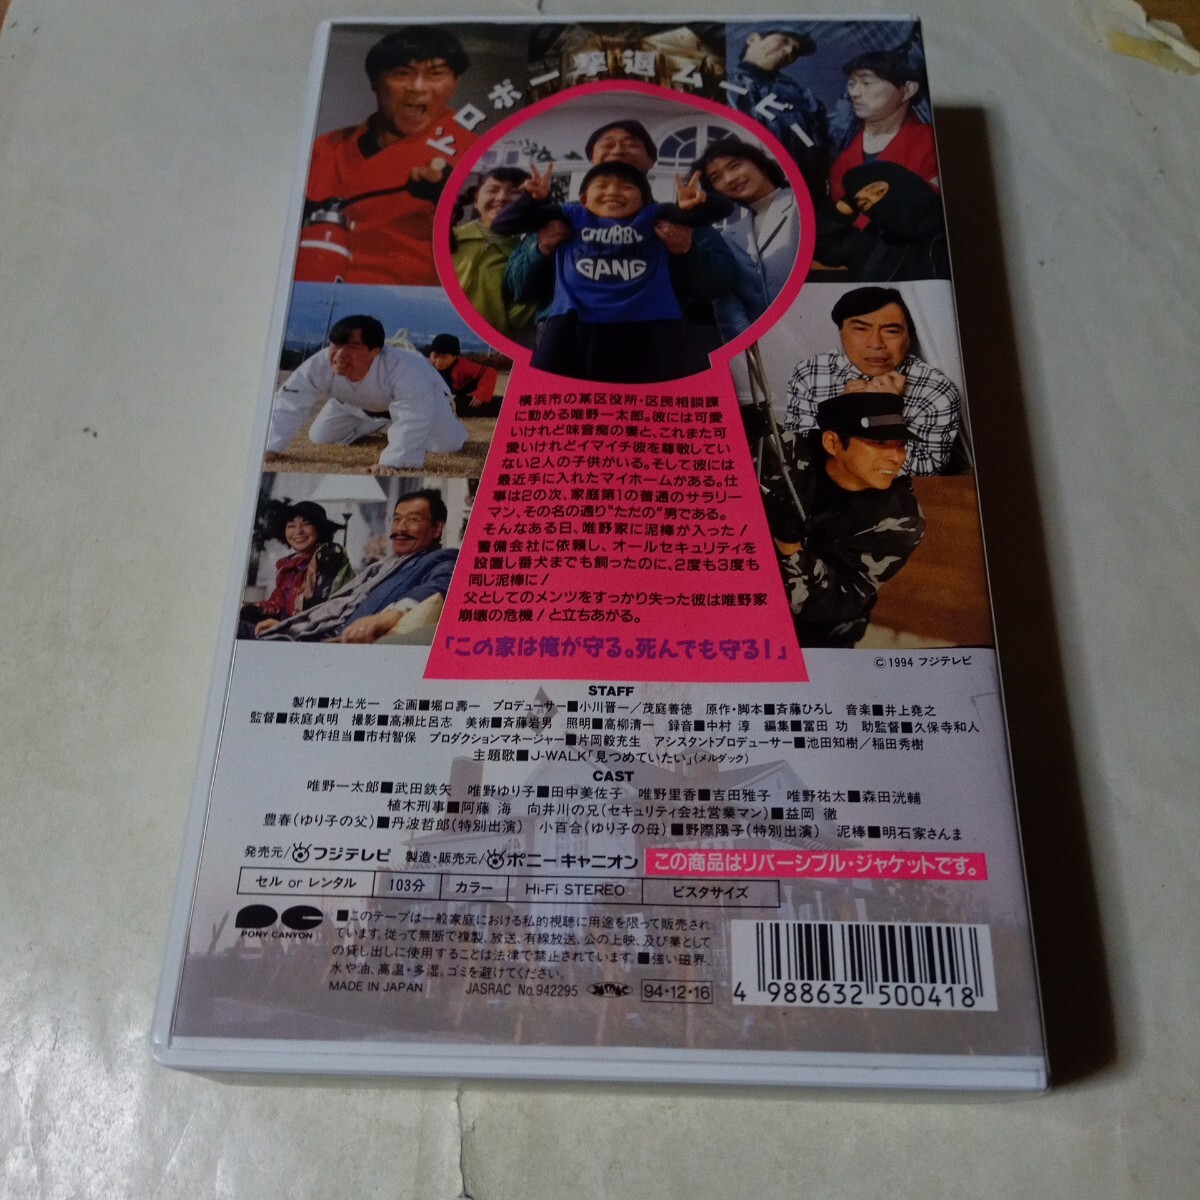 ドロボー撃退ムービー
CHUBBY
GANG
横浜市の某区役所・区民相談課
に勤める唯野一太郎。彼には可愛
いけれど味音痴の妻と、これまた可
愛いけれどイマイチ彼を尊敬してい
ない2人の子供がいる。そして彼には
最近手に入れたマイホームがある。仕
事は2の次、家庭第1の普通のサラリー
マン、その名の通り“ただの”男である。
そんなある日、唯野家に泥棒が入った!
警備会社に依頼し、オールセキュリティを
設置し番犬までも飼ったのに、2度も3度も
同じ泥棒に!
父としてのメンツをすっかり失った彼は唯野家
崩壊の危機!と立ちあがる。
「この家は俺が守る。死んでも守る!」
©1994 フジテレビ
STAFF
製作■村上光一 企画■堀口壽一 プロデューサー■小川晋一/茂庭善徳 原作・脚本■斉藤ひろし 音楽■井上堯之
監督■萩庭貞明 撮影■高瀬比呂志 美術■斉藤岩男 照明■高柳清一 録音■中村 淳 編集■冨田 功 助監督■久保寺和人
製作担当■市村智保 プロダクションマネージャー■片岡毅充生 アシスタントプロデューサー■池田知樹/稲田秀樹
主題歌■J-WALK「見つめていたい」(メルダック)
CAST
唯野一太郎■武田鉄矢 唯野ゆり子■田中美佐子 唯野里香■吉田雅子 唯野祐太■森田洸輔
植木刑事■阿藤 海 向井川の兄(セキュリティ会社営業マン)■益岡 徹
豊春(ゆり子の父)■丹波哲郎(特別出演) 小百合(ゆり子の母)■野際陽子(特別出演) 泥棒■明石家さんま
発売元/フジテレビ 製造・販売元/ポニーキャニオン この商品はリバーシブル・ジャケットです。
セル or レンタル 103分 カラー Hi-Fi STEREO ビスタサイズ
PONY CANYON
■このテープは一般家庭における私的視聴に用途を限って販売され
ています。従って無断で複製、放送、有線放送、公の上映、及び業として
の貸し出しに使用することは法律で禁止されています。■強い磁界、
水や油、高温・多湿、ゴミを避けてください。
MADE IN JAPAN JASRAC No.942295 94・12・16
4 988632 500418